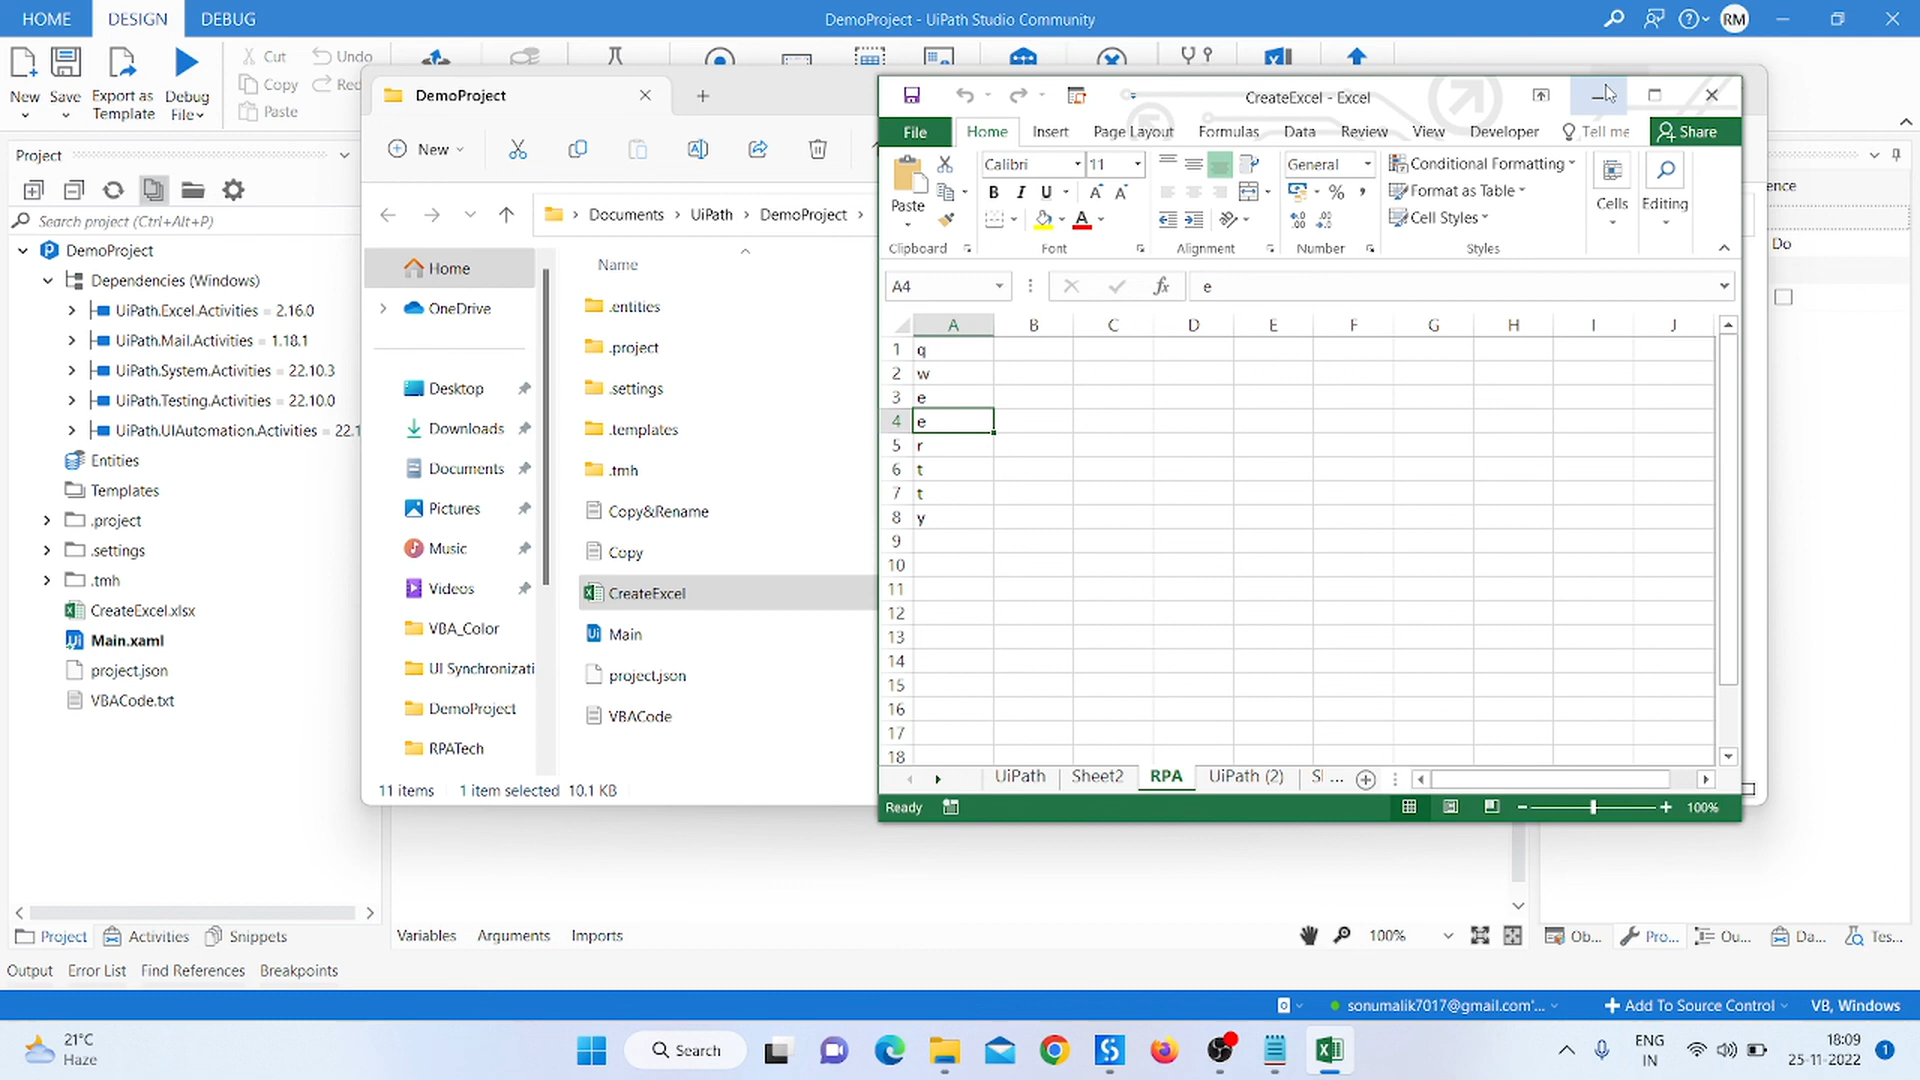 HOME DESIGN DEBUG
DemoProject - UiPath Studio Community
RM
New Save Export as Template Debug File
Cut Copy Paste
Undo
Project
Search project (Ctrl+Alt+P)
DemoProject
Dependencies (Windows)
UiPath.Excel.Activities = 2.16.0
UiPath.Mail.Activities = 1.18.1
UiPath.System.Activities = 22.10.3
UiPath.Testing.Activities = 22.10.0
UiPath.UIAutomation.Activities = 22.1
Entities
Templates
.project
.settings
.tmh
CreateExcel.xlsx
Main.xaml
project.json
VBACode.txt
DemoProject
New
Documents > UiPath > DemoProject >
Home
OneDrive
Desktop
Downloads
Documents
Pictures
Music
Videos
VBA_Color
UI Synchronizati
DemoProject
RPATech
Name
.entities
.project
.settings
.templates
.tmh
Copy&Rename
Copy
CreateExcel
Main
project.json
VBACode
11 items 1 item selected 10.1 KB
CreateExcel - Excel
File Home Insert Page Layout Formulas Data Review View Developer Tell me Share
Paste
Calibri 11
B I U A A
General
% ,
Conditional Formatting
Format as Table
Cell Styles
Cells
Editing
Clipboard Font Alignment Number Styles
A4 fx e
A B C D E F G H I J
1 q
2 w
3 e
4 e
5 r
6 t
7 t
8 y
9
10
11
12
13
14
15
16
17
18
UiPath Sheet2 RPA UiPath (2) ...
Ready 100%
Do
Variables Arguments Imports
100%
Project Activities Snippets
Ob... Pro... Ou... Da... Tes...
Output Error List Find References Breakpoints
sonumalik7017@gmail.com'... Add To Source Control VB, Windows
21°C
Haze
Search
ENG
IN
18:09
25-11-2022
1